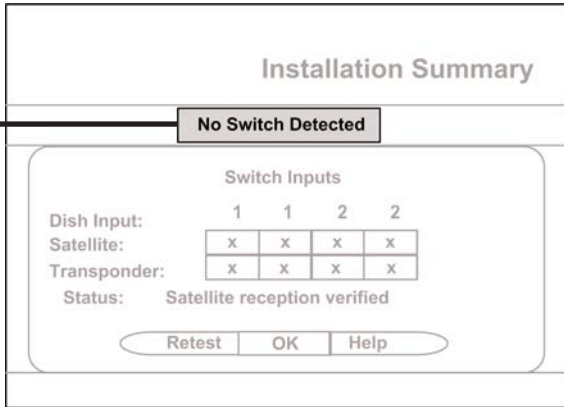 Installation Summary
No Switch Detected
Switch Inputs
Dish Input: 1 1 2 2
Satellite: x x x x
Transponder: x x x x
Status: Satellite reception verified
Retest OK Help